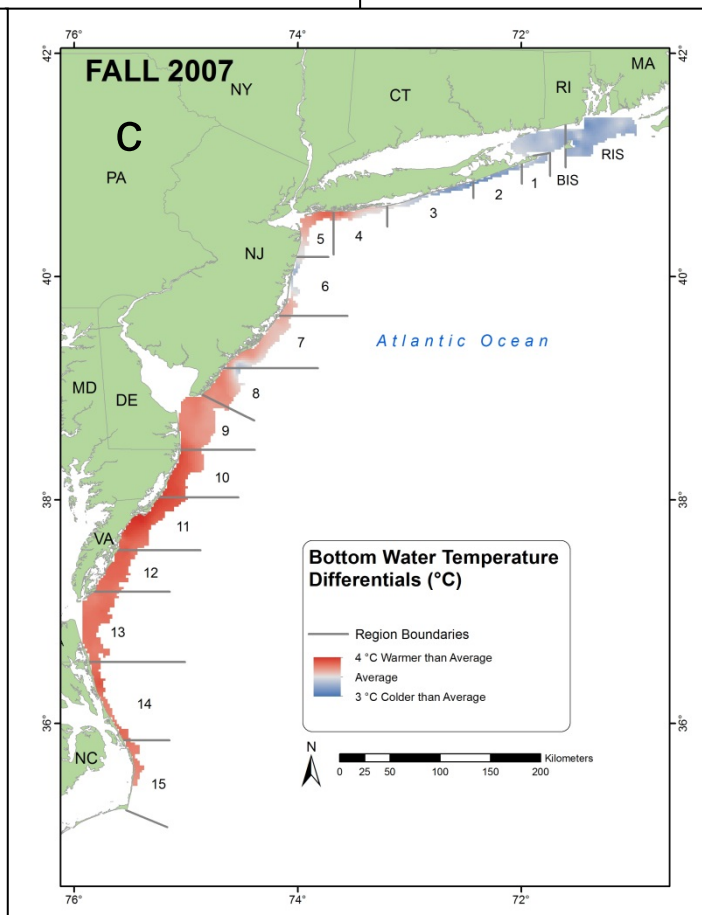 76°
74°
72°
42°
42°
FALL 2007
C
NY
CT
RI
MA
PA
RIS
BIS
1
2
3
4
5
NJ
40°
40°
6
Atlantic Ocean
7
MD
DE
8
9
10
38°
38°
11
VA
12
13
Bottom Water Temperature
Differentials (°C)
Region Boundaries
4 °C Warmer than Average
Average
3 °C Colder than Average
14
36°
36°
NC
15
N
Kilometers
0 25 50 100 150 200
76°
74°
72°